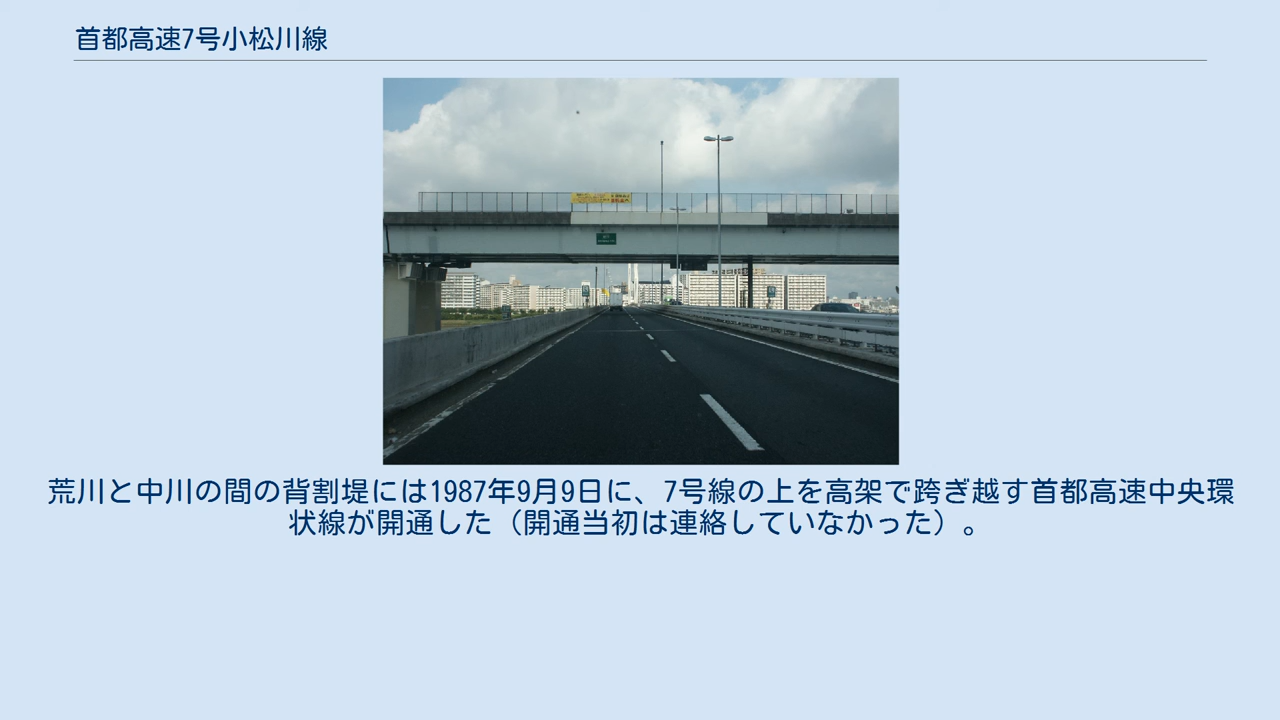 首都高速7号小松川線
荒川と中川の間の背割堤には1987年9月9日に、7号線の上を高架で跨ぎ越す首都高速中央環
状線が開通した（開通当初は連絡していなかった）。